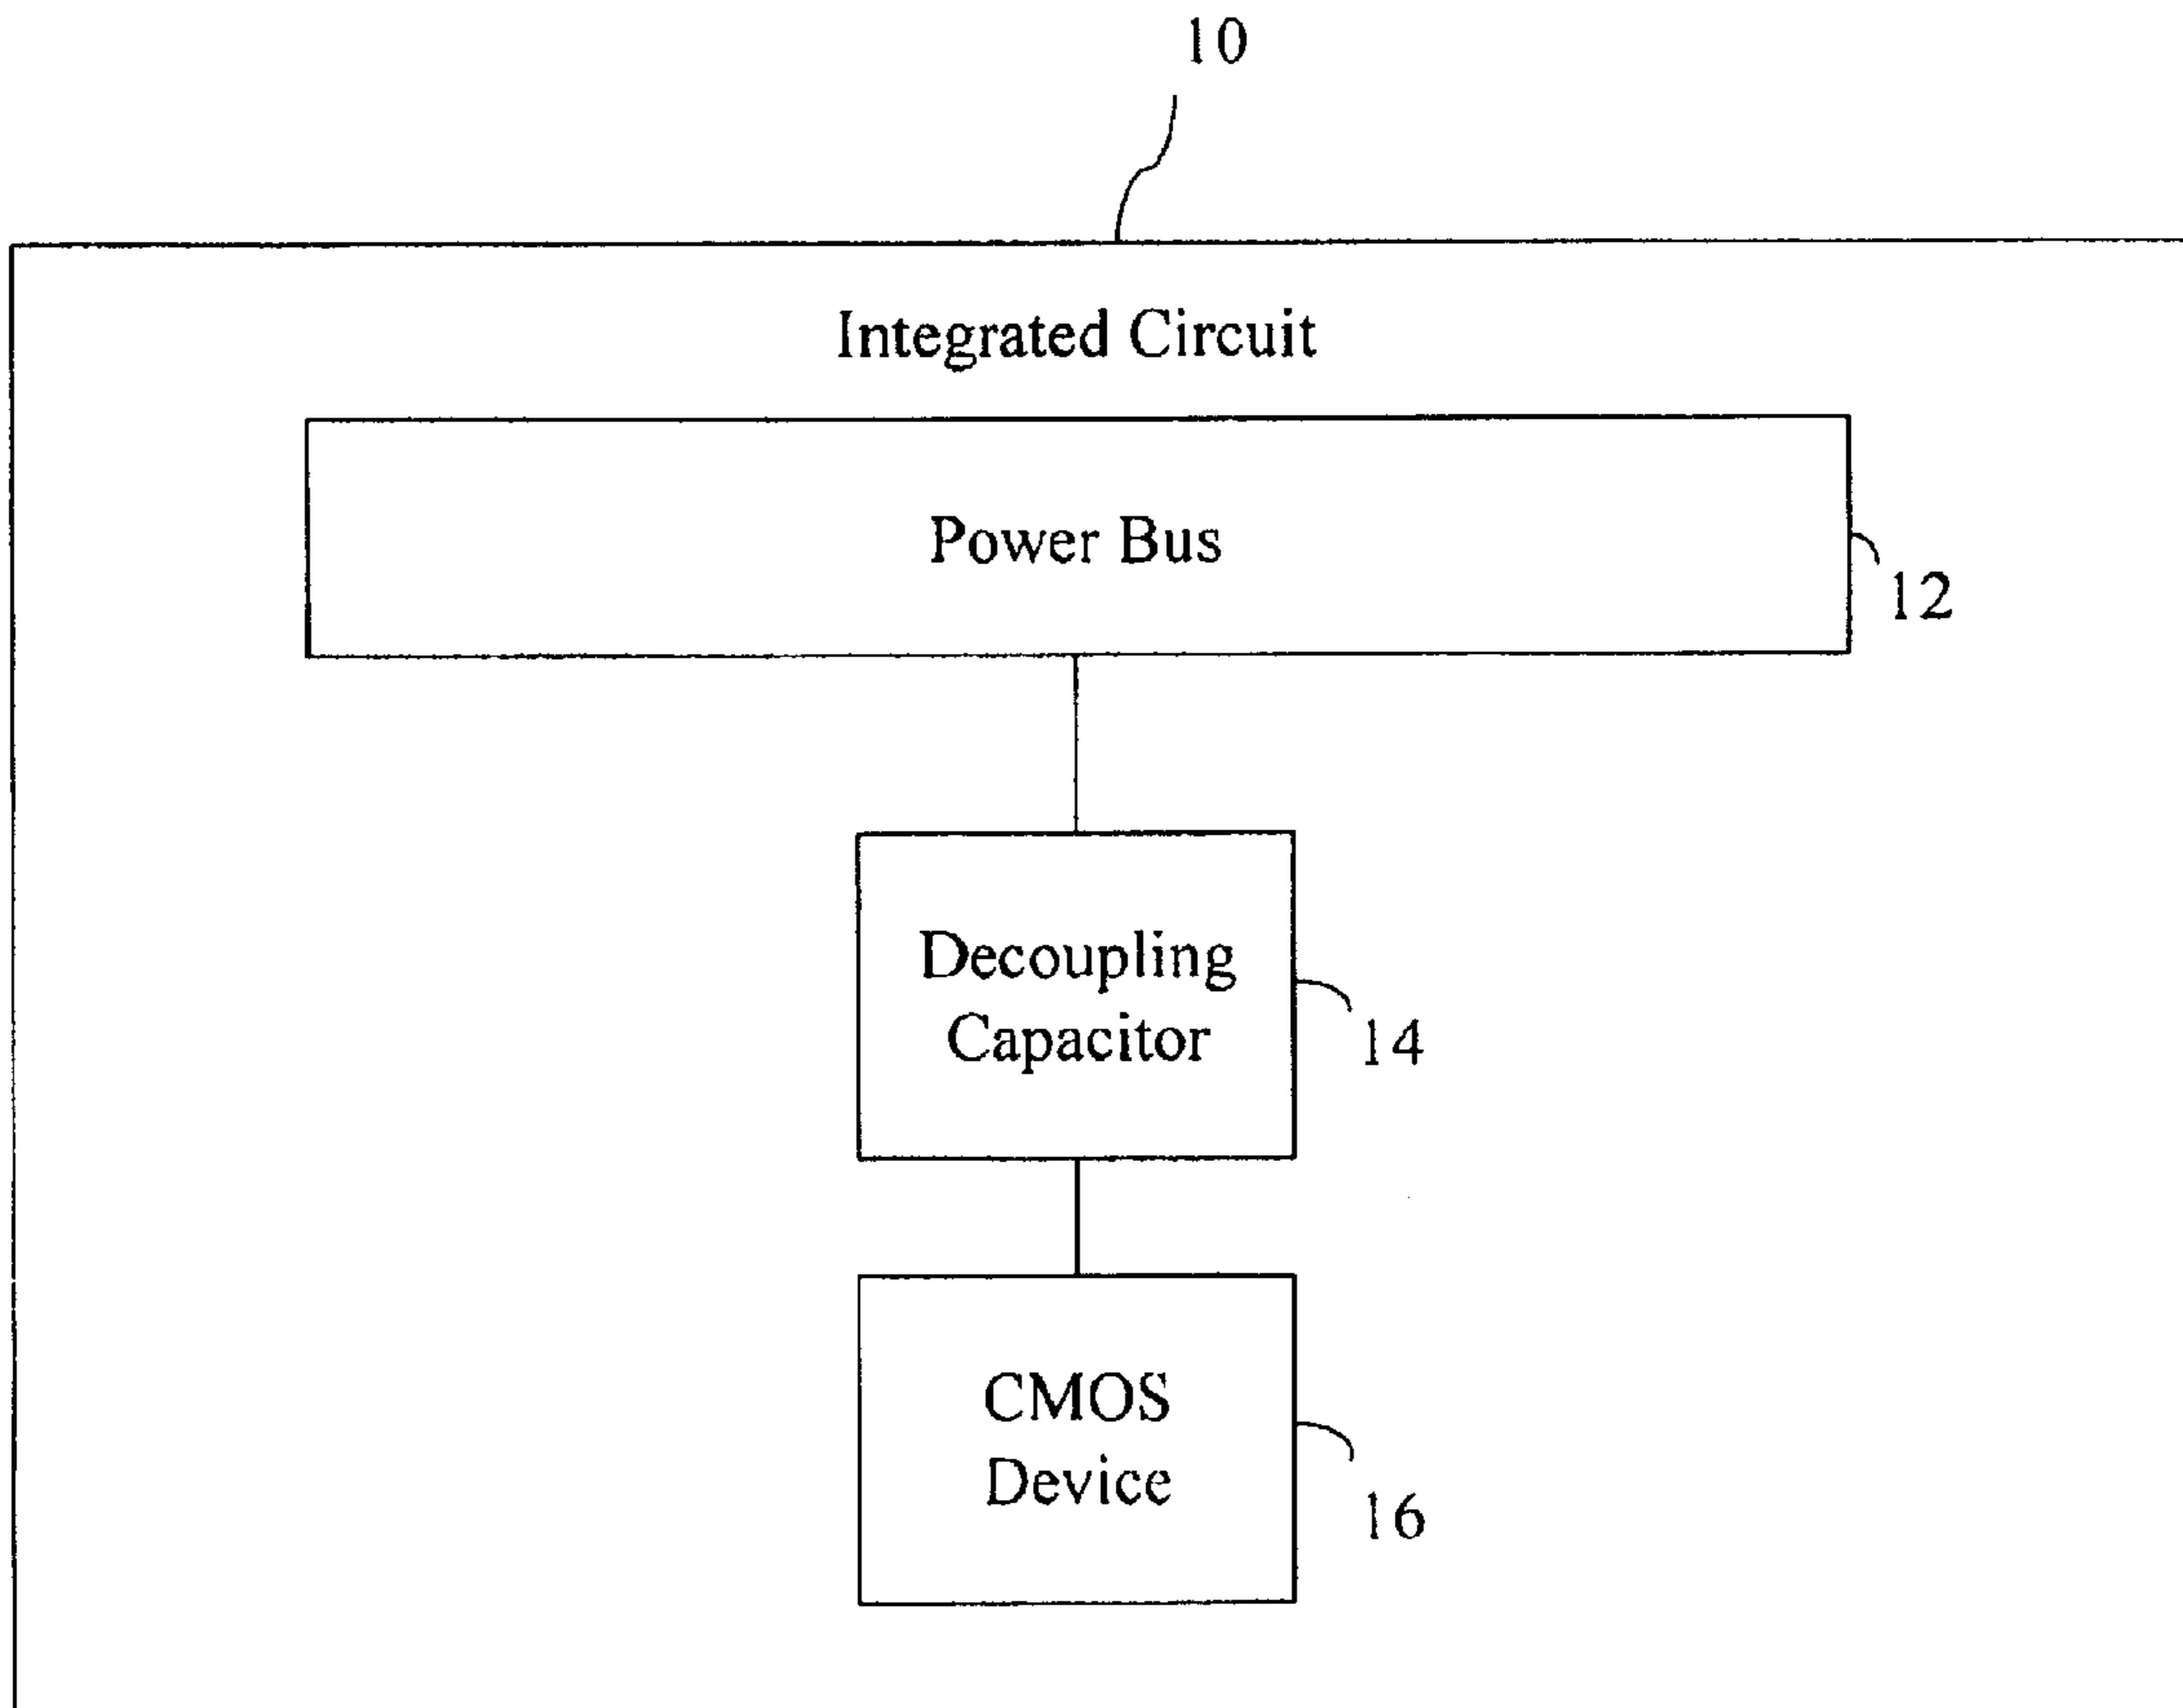 10
Integrated Circuit
Power Bus
12
Decoupling
Capacitor
14
CMOS
Device
16